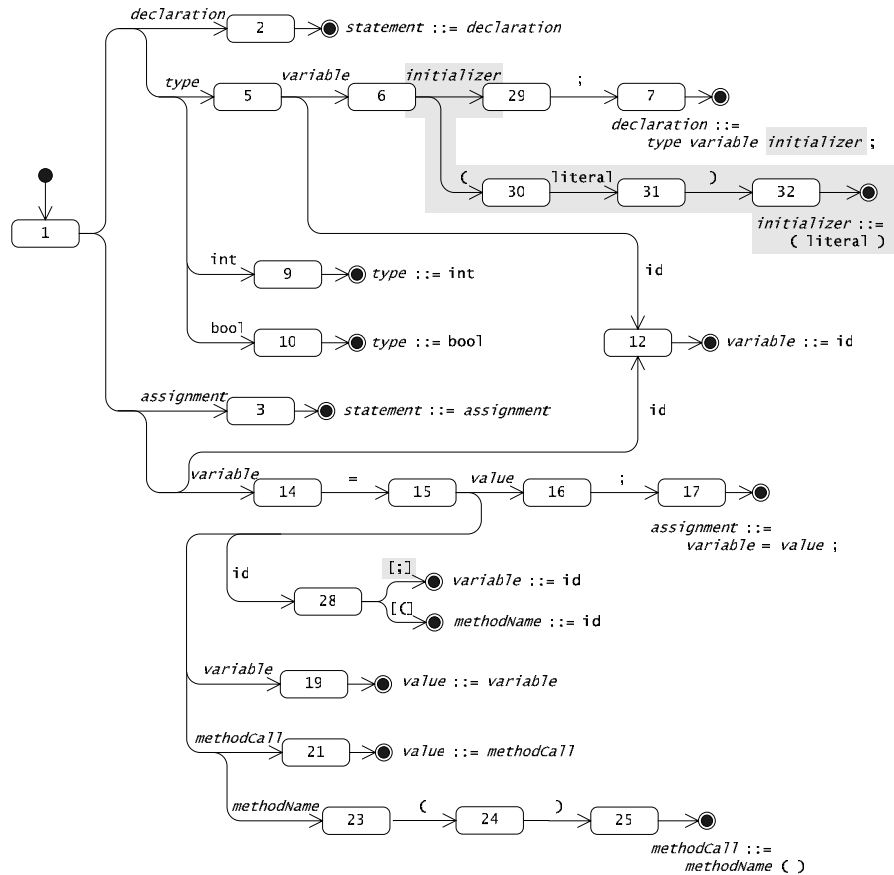 declaration
2
statement ::= declaration
type
5
variable
6
initializer
29
;
7
declaration ::=
type variable initializer ;
(
30
literal
31
)
32
initializer ::=
( literal )
1
int
9
type ::= int
id
bool
10
type ::= bool
12
variable ::= id
assignment
3
statement ::= assignment
id
variable
14
=
15
value
16
;
17
assignment ::=
variable = value ;
id
28
[;]
variable ::= id
[(]
methodName ::= id
variable
19
value ::= variable
methodCall
21
value ::= methodCall
methodName
23
(
24
)
25
methodCall ::=
methodName ( )